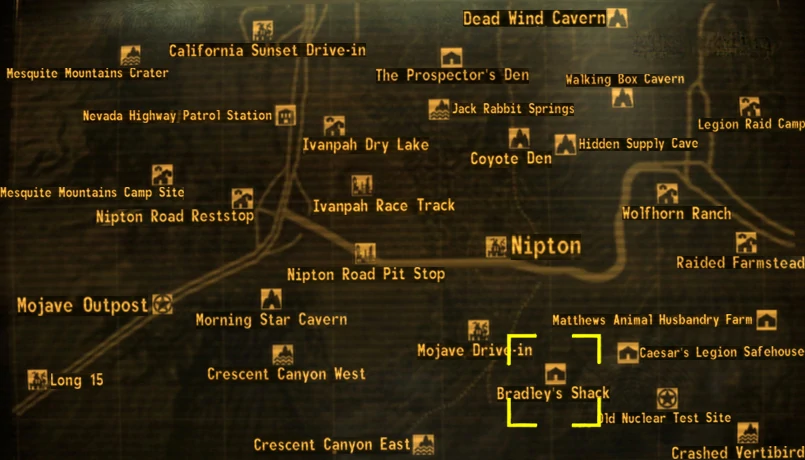 Dead Wind Cavern
California Sunset Drive-in
Mesquite Mountains Crater
The Prospector's Den
Walking Box Cavern
Nevada Highway Patrol Station
Jack Rabbit Springs
Legion Raid Camp
Ivanpah Dry Lake
Coyote Den
Hidden Supply Cave
Mesquite Mountains Camp Site
Nipton Road Reststop
Ivanpah Race Track
Wolfhorn Ranch
Nipton
Raided Farmstead
Nipton Road Pit Stop
Mojave Outpost
Morning Star Cavern
Matthews Animal Husbandry Farm
Mojave Drive-in
Caesar's Legion Safehouse
Crescent Canyon West
Long 15
Bradley's Shack
Old Nuclear Test Site
Crescent Canyon East
Crashed Vertibird